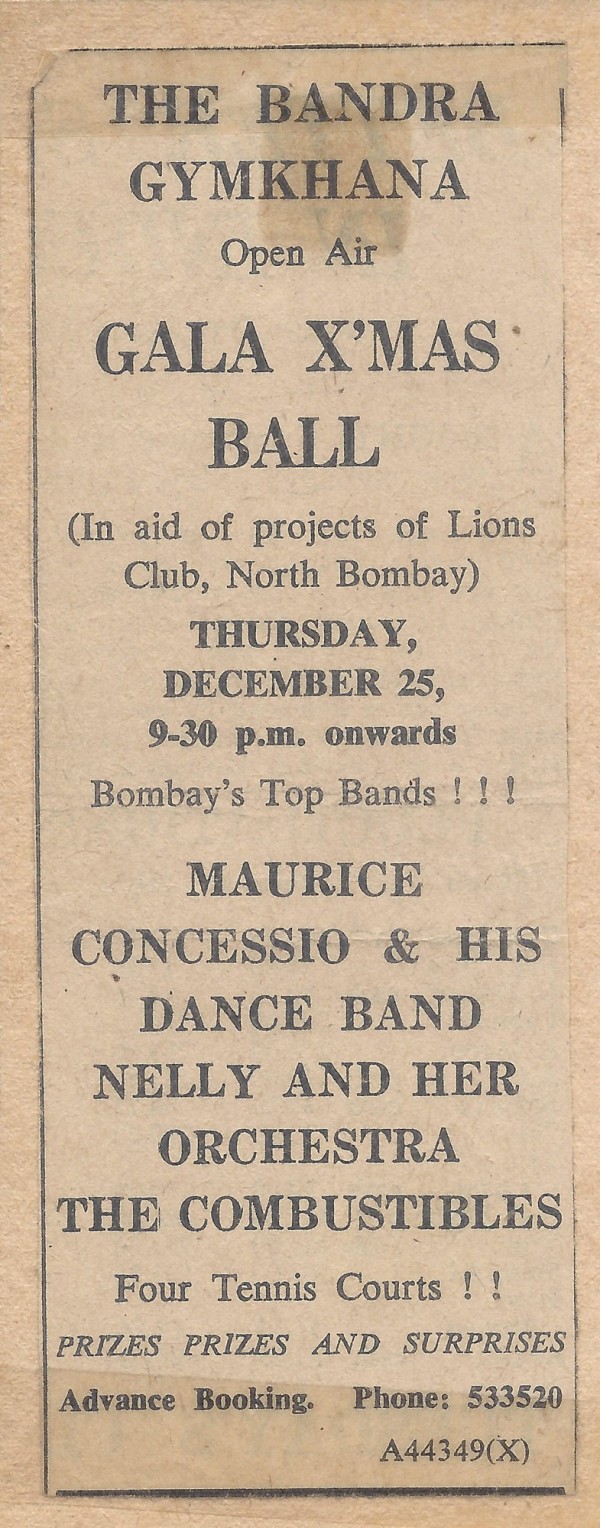 THE BANDRA
GYMKHANA
Open Air
GALA X'MAS
BALL
(In aid of projects of Lions
Club, North Bombay)
THURSDAY,
DECEMBER 25,
9-30 p.m. onwards
Bombay's Top Bands ! ! !
MAURICE
CONCESSIO & HIS
DANCE BAND
NELLY AND HER
ORCHESTRA
THE COMBUSTIBLES
Four Tennis Courts ! !
PRIZES PRIZES AND SURPRISES
Advance Booking. Phone: 533520
A44349(X)